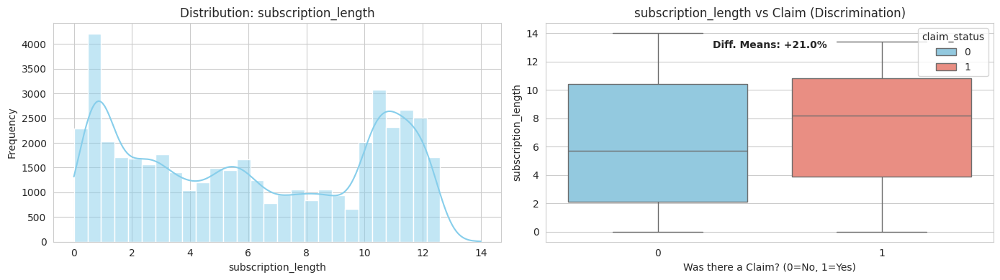 Distribution: subscription_length
Frequency
4000
3500
3000
2500
2000
1500
1000
500
0
0 2 4 6 8 10 12 14
subscription_length
subscription_length vs Claim (Discrimination)
subscription_length
14
12
10
8
6
4
2
0
Diff. Means: +21.0%
claim_status
0
1
0 1
Was there a Claim? (0=No, 1=Yes)